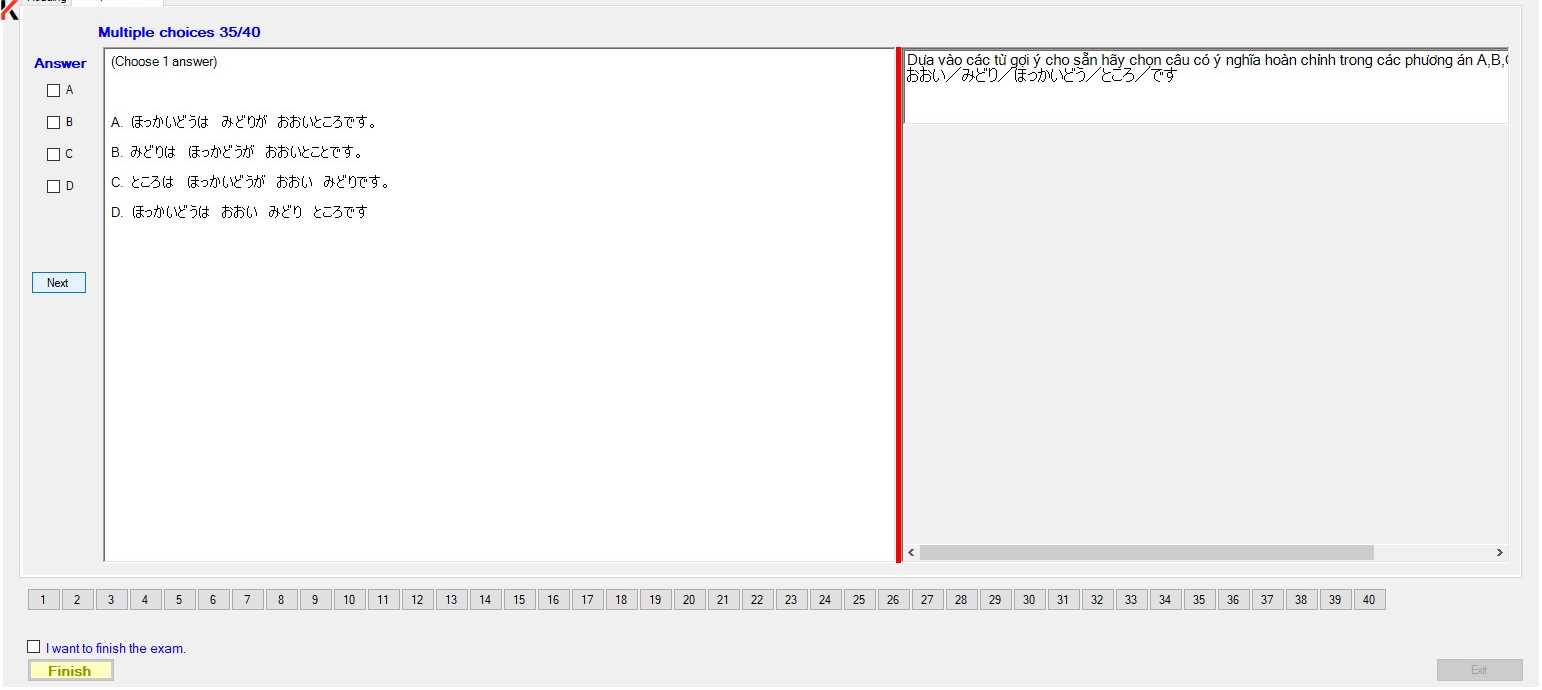 Multiple choices 35/40
Answer
(Choose 1 answer)
A
B
C
D
A. ほっかいどうは みどりが おおいところです。
B. みどりは ほっかどうが おおいとことです。
C. ところは ほっかいどうが おおい みどりです。
D. ほっかいどうは おおい みどり ところです
Next
Dựa vào các từ gợi ý cho sẵn hãy chọn câu có ý nghĩa hoàn chỉnh trong các phương án A,B,
おおい／みどり／ほっかいどう／ところ／です
1 2 3 4 5 6 7 8 9 10 11 12 13 14 15 16 17 18 19 20 21 22 23 24 25 26 27 28 29 30 31 32 33 34 35 36 37 38 39 40
I want to finish the exam.
Finish
Exit